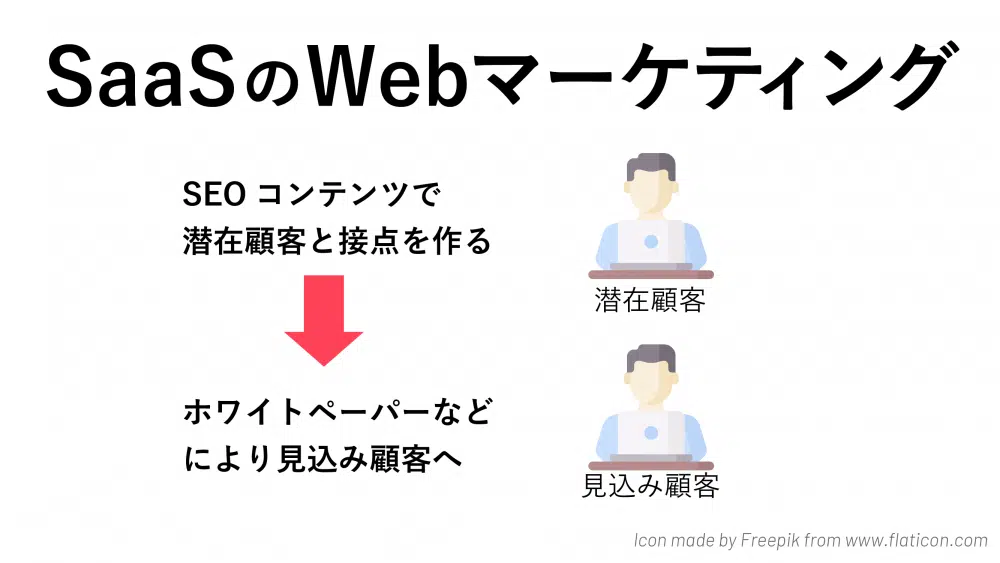 SaaSのWebマーケティング
SEO コンテンツで
潜在顧客と接点を作る
潜在顧客
ホワイトペーパーなど
により見込み顧客へ
見込み顧客
Icon made by Freepik from www.flaticon.com